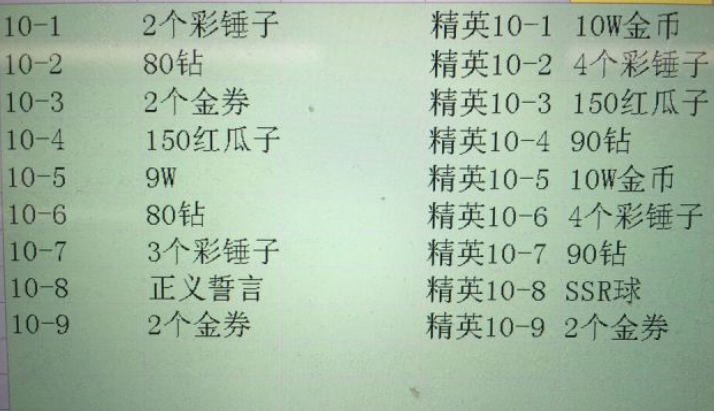 10-1 2个彩锤子 精英10-1 10W金币
10-2 80钻 精英10-2 4个彩锤子
10-3 2个金券 精英10-3 150红瓜子
10-4 150红瓜子 精英10-4 90钻
10-5 9W 精英10-5 10W金币
10-6 80钻 精英10-6 4个彩锤子
10-7 3个彩锤子 精英10-7 90钻
10-8 正义誓言 精英10-8 SSR球
10-9 2个金券 精英10-9 2个金券